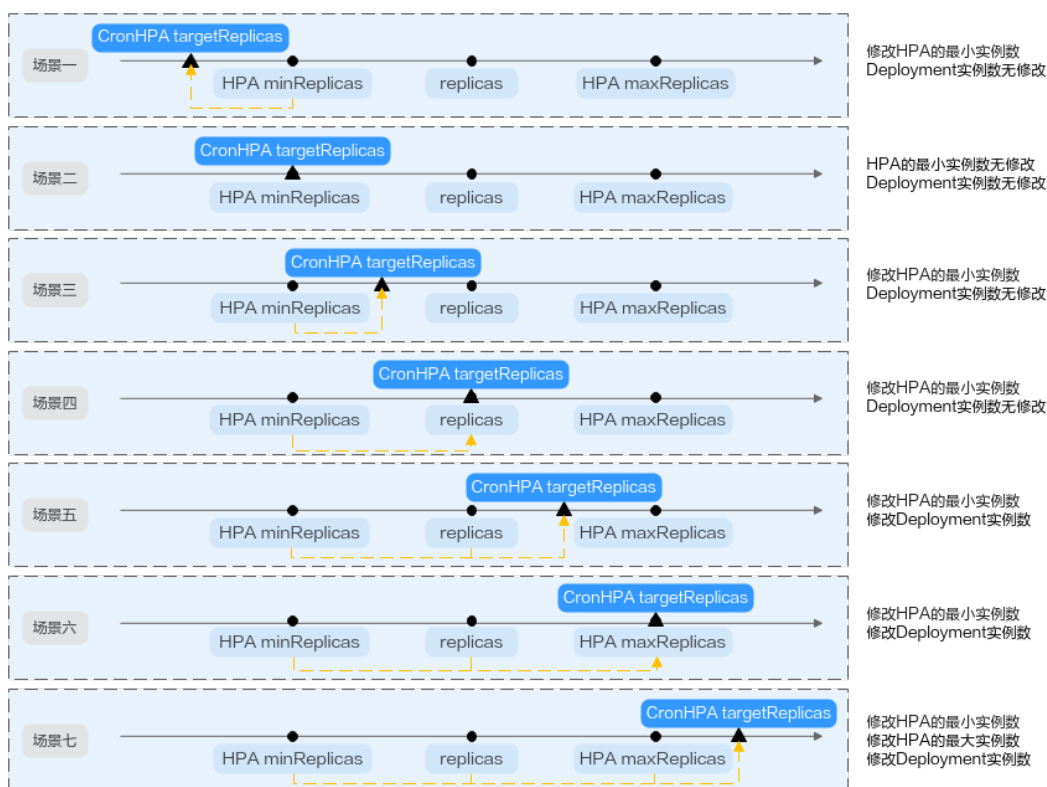 CronHPA targetReplicas
场景一
HPA minReplicas
replicas
HPA maxReplicas
修改HPA的最小实例数
Deployment实例数无修改
CronHPA targetReplicas
场景二
HPA minReplicas
replicas
HPA maxReplicas
HPA的最小实例数无修改
Deployment实例数无修改
CronHPA targetReplicas
场景三
HPA minReplicas
replicas
HPA maxReplicas
修改HPA的最小实例数
Deployment实例数无修改
CronHPA targetReplicas
场景四
HPA minReplicas
replicas
HPA maxReplicas
修改HPA的最小实例数
Deployment实例数无修改
CronHPA targetReplicas
场景五
HPA minReplicas
replicas
HPA maxReplicas
修改HPA的最小实例数
修改Deployment实例数
CronHPA targetReplicas
场景六
HPA minReplicas
replicas
HPA maxReplicas
修改HPA的最小实例数
修改Deployment实例数
CronHPA targetReplicas
场景七
HPA minReplicas
replicas
HPA maxReplicas
修改HPA的最小实例数
修改HPA的最大实例数
修改Deployment实例数